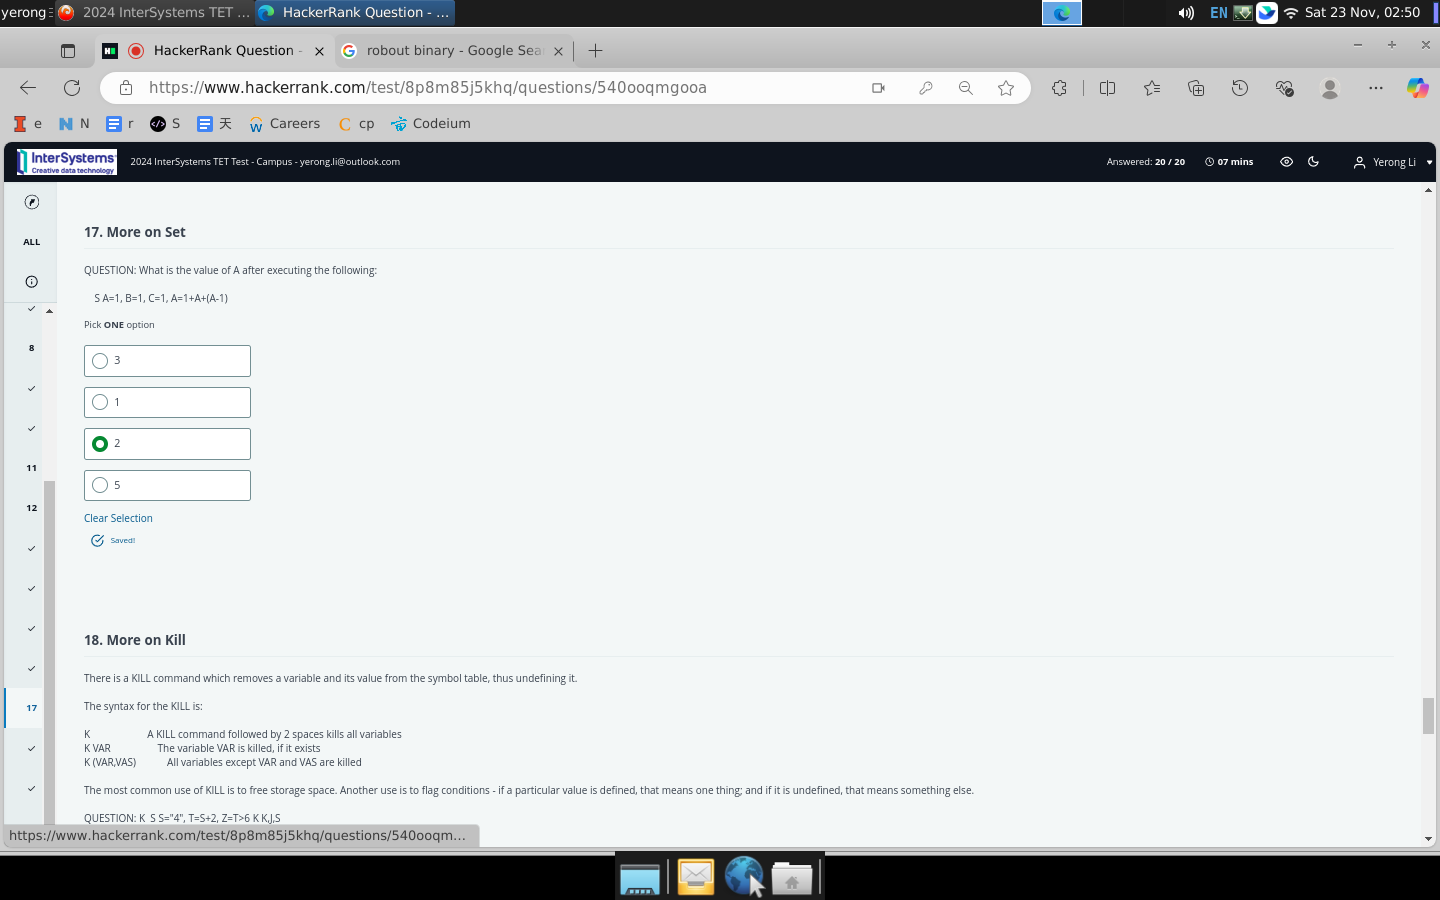 yerong
2024 InterSystems TET ...
HackerRank Question - ...
EN
Sat 23 Nov, 02:50
HackerRank Question -
robout binary - Google Sea
https://www.hackerrank.com/test/8p8m85j5khq/questions/540ooqmgooa
e
N
r
S
天
Careers
cp
Codeium
InterSystems
Creative data technology
2024 InterSystems TET Test - Campus - yerong.li@outlook.com
Answered: 20 / 20
07 mins
Yerong Li
ALL
8
11
12
17
17. More on Set
QUESTION: What is the value of A after executing the following:
S A=1, B=1, C=1, A=1+A+(A-1)
Pick ONE option
3
1
2
5
Clear Selection
Saved!
18. More on Kill
There is a KILL command which removes a variable and its value from the symbol table, thus undefining it.
The syntax for the KILL is:
K A KILL command followed by 2 spaces kills all variables
K VAR The variable VAR is killed, if it exists
K (VAR,VAS) All variables except VAR and VAS are killed
The most common use of KILL is to free storage space. Another use is to flag conditions - if a particular value is defined, that means one thing; and if it is undefined, that means something else.
QUESTION: K  S S="4", T=S+2, Z=T>6 K K,J,S
https://www.hackerrank.com/test/8p8m85j5khq/questions/540ooqm...